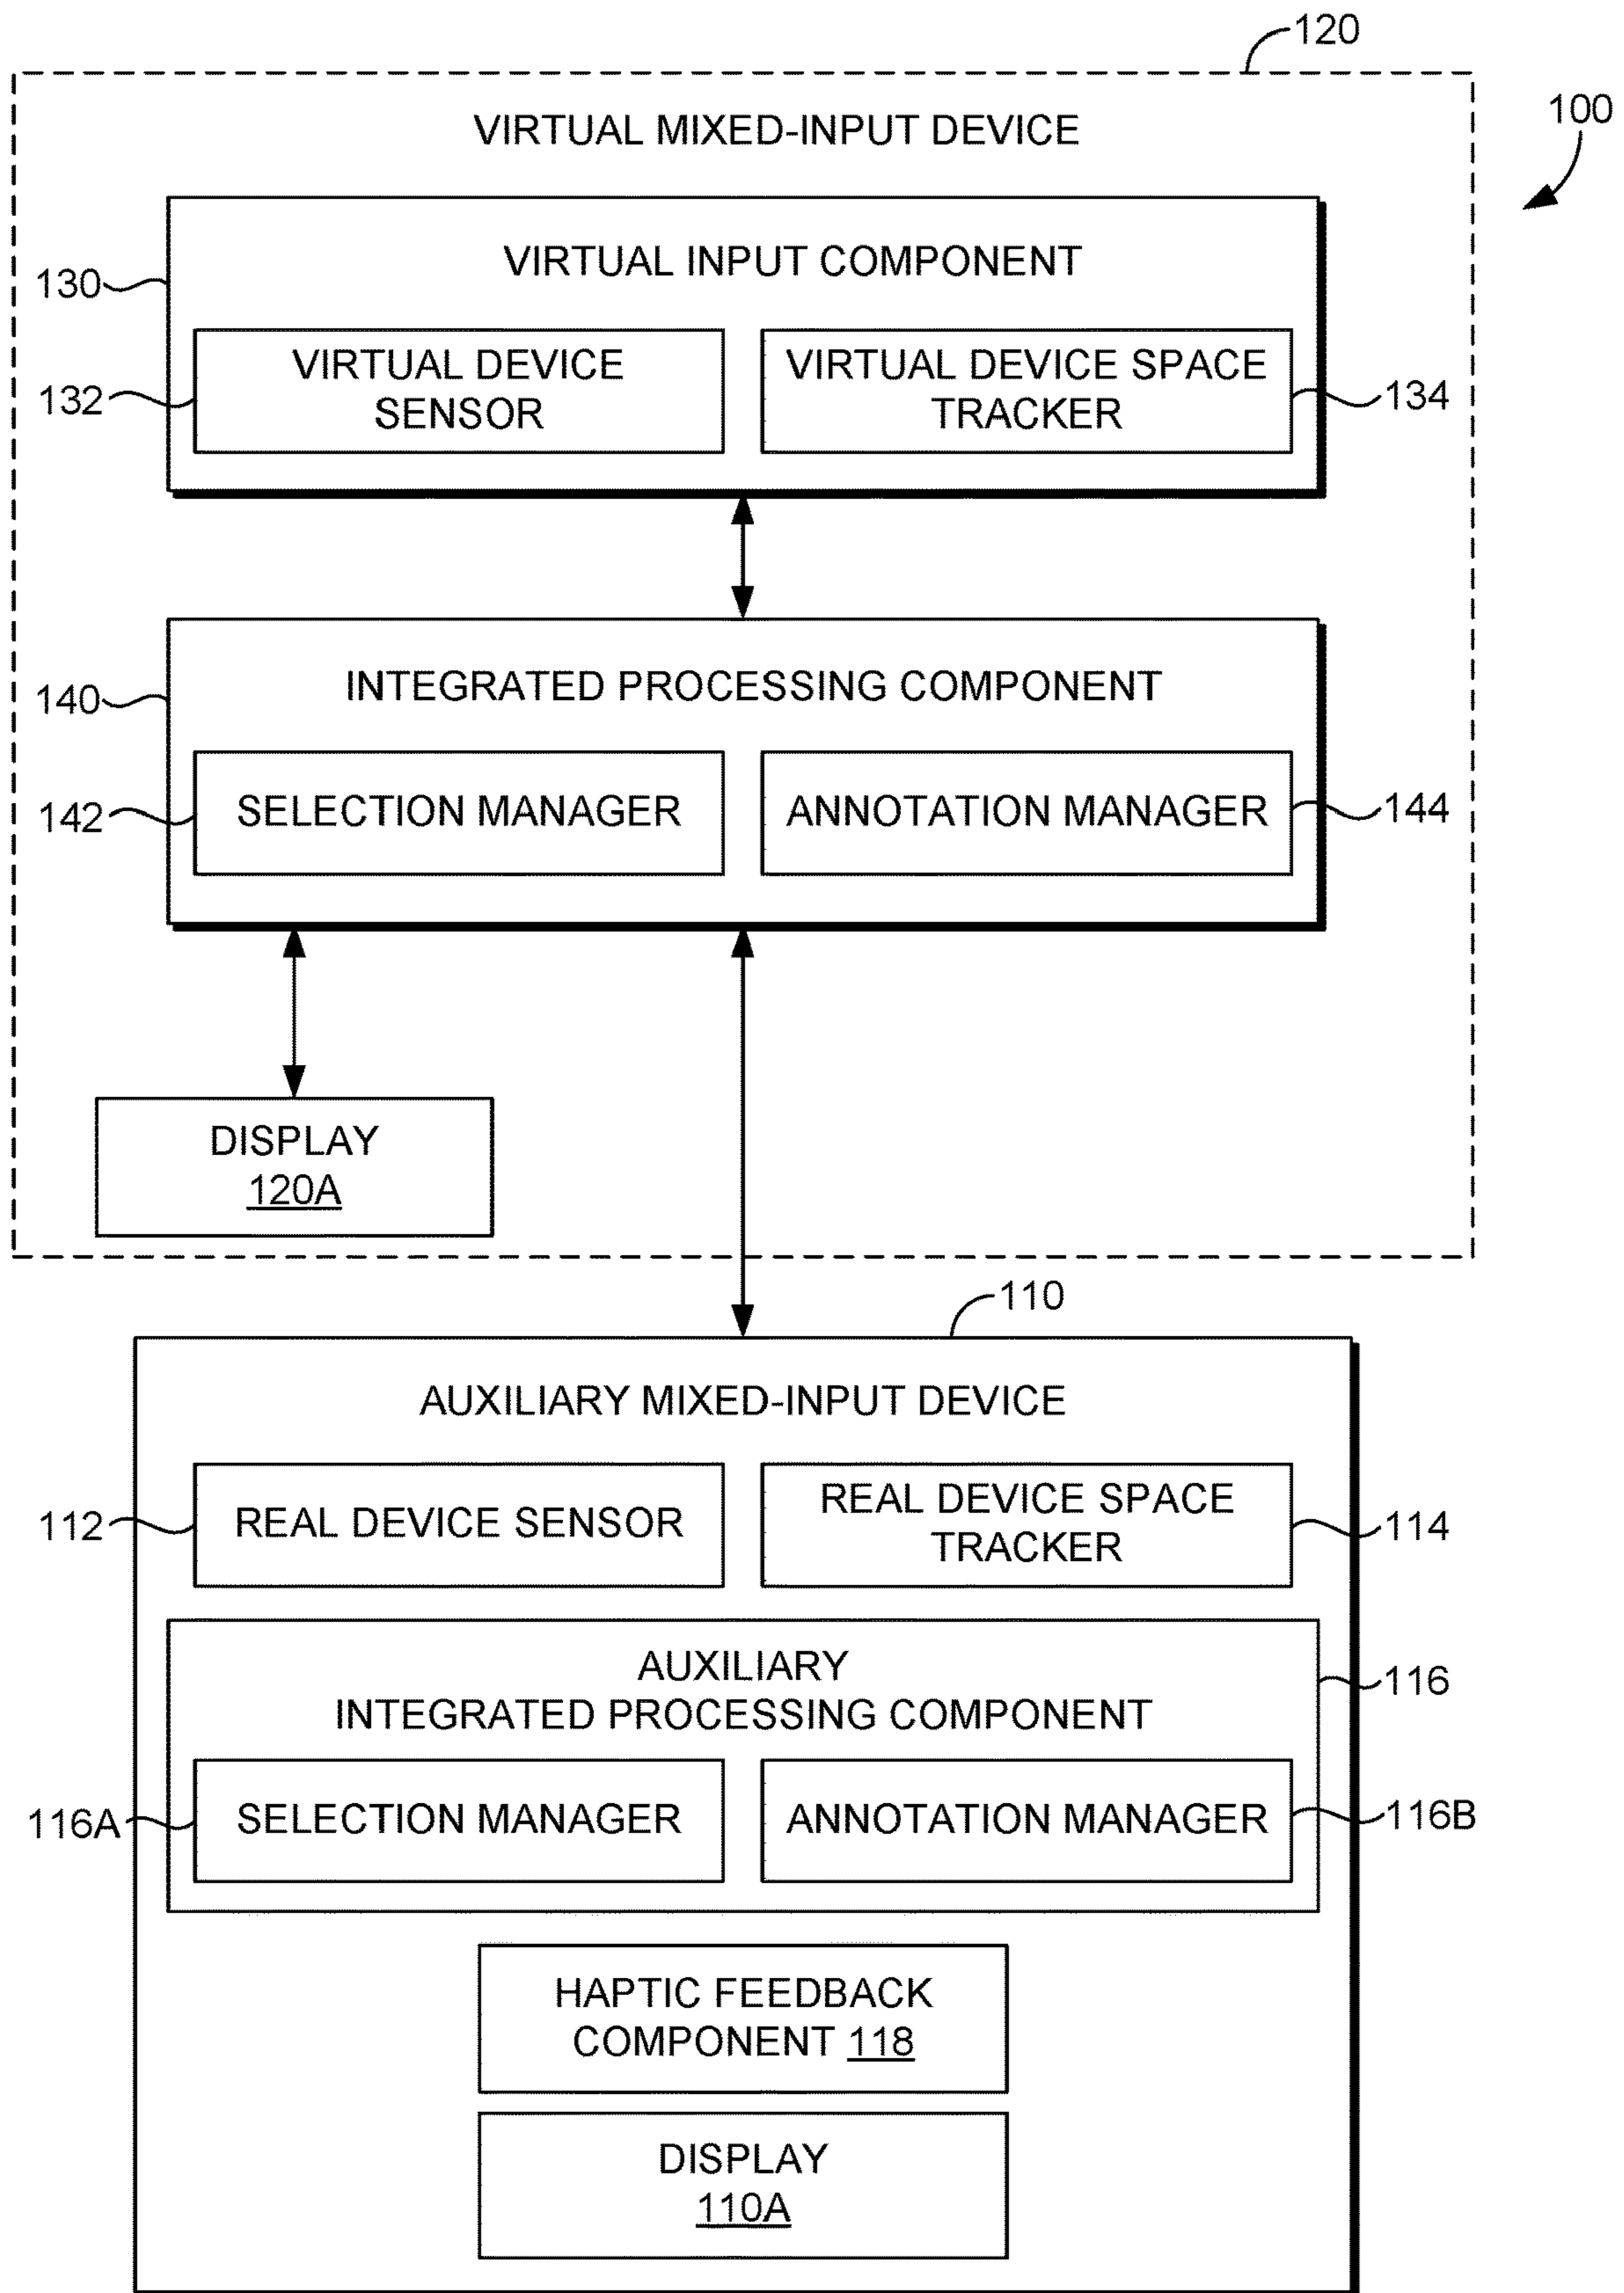 120
100
VIRTUAL MIXED-INPUT DEVICE
VIRTUAL INPUT COMPONENT
130
VIRTUAL DEVICE
SENSOR
132
VIRTUAL DEVICE SPACE
TRACKER
134
INTEGRATED PROCESSING COMPONENT
140
SELECTION MANAGER
142
ANNOTATION MANAGER
144
DISPLAY
120A
110
AUXILIARY MIXED-INPUT DEVICE
112
REAL DEVICE SENSOR
REAL DEVICE SPACE
TRACKER
114
AUXILIARY
INTEGRATED PROCESSING COMPONENT
116
116A
SELECTION MANAGER
ANNOTATION MANAGER
116B
HAPTIC FEEDBACK
COMPONENT 118
DISPLAY
110A